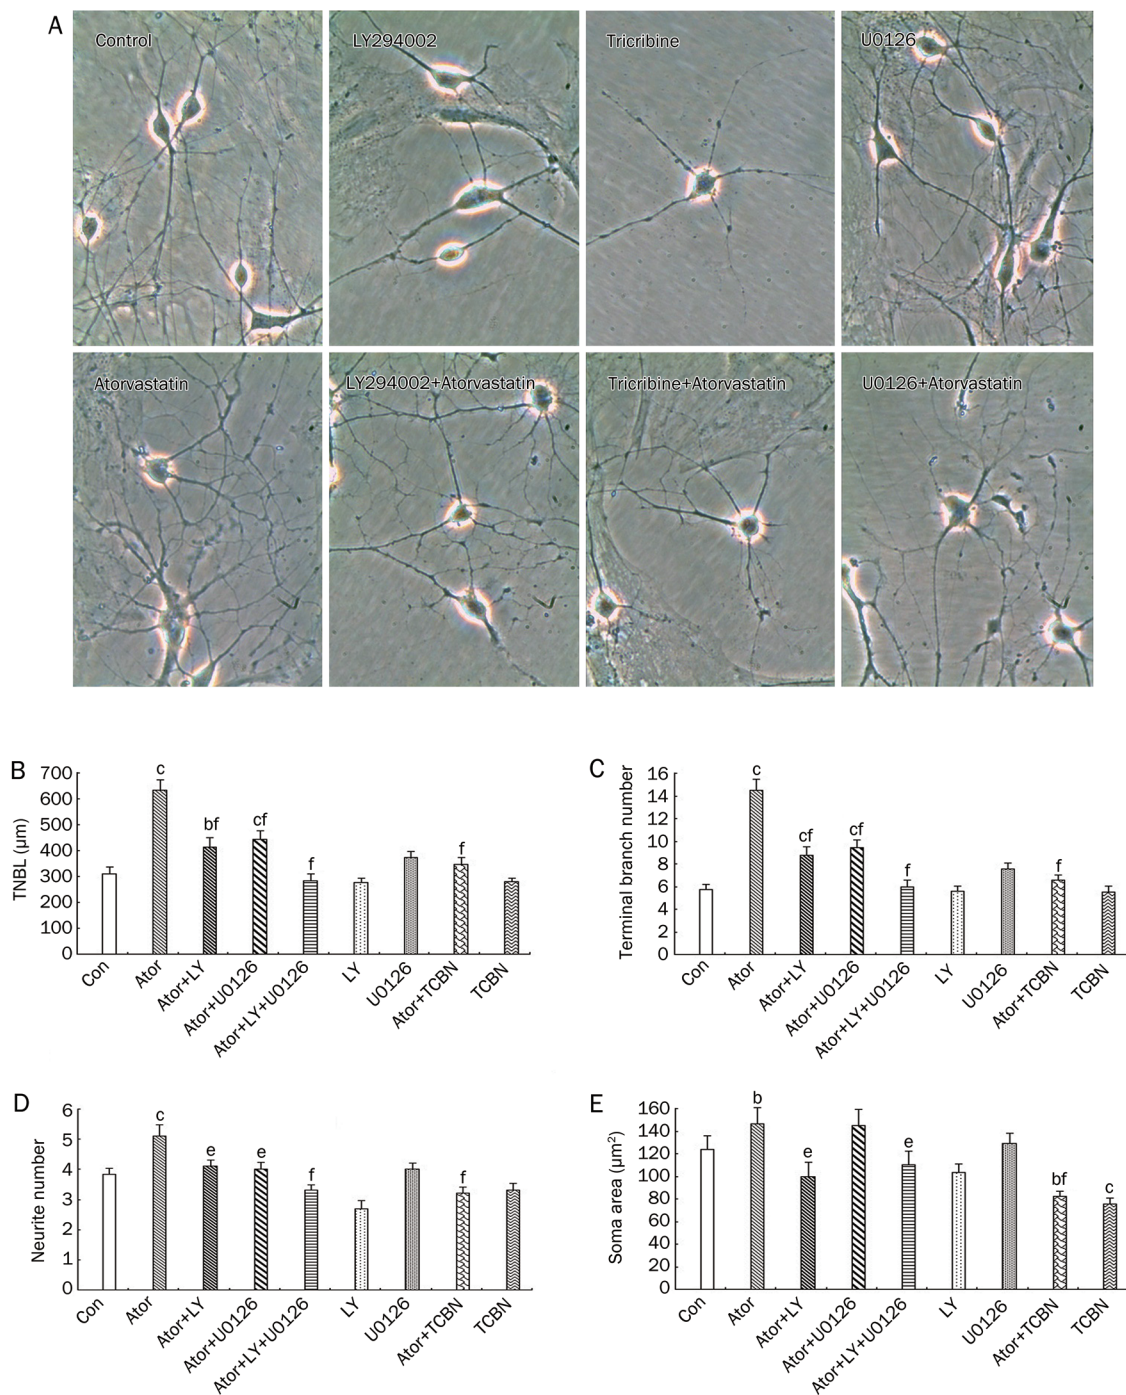 A
Control
LY294002
Tricribine
U0126
Atorvastatin
LY294002+Atorvastatin
Tricribine+Atorvastatin
U0126+Atorvastatin
B
TNBL (µm)
700
600
500
400
300
200
100
0
c
bf
cf
f
f
Con
Ator
Ator+LY
Ator+U0126
Ator+LY+U0126
LY
U0126
Ator+TCBN
TCBN
C
Terminal branch number
16
14
12
10
8
6
4
2
0
c
cf
cf
f
f
Con
Ator
Ator+LY
Ator+U0126
Ator+LY+U0126
LY
U0126
Ator+TCBN
TCBN
D
Neurite number
6
5
4
3
2
1
0
c
e
e
f
f
Con
Ator
Ator+LY
Ator+U0126
Ator+LY+U0126
LY
U0126
Ator+TCBN
TCBN
E
Soma area (µm²)
160
140
120
100
80
60
40
20
0
b
e
e
bf
c
Con
Ator
Ator+LY
Ator+U0126
Ator+LY+U0126
LY
U0126
Ator+TCBN
TCBN